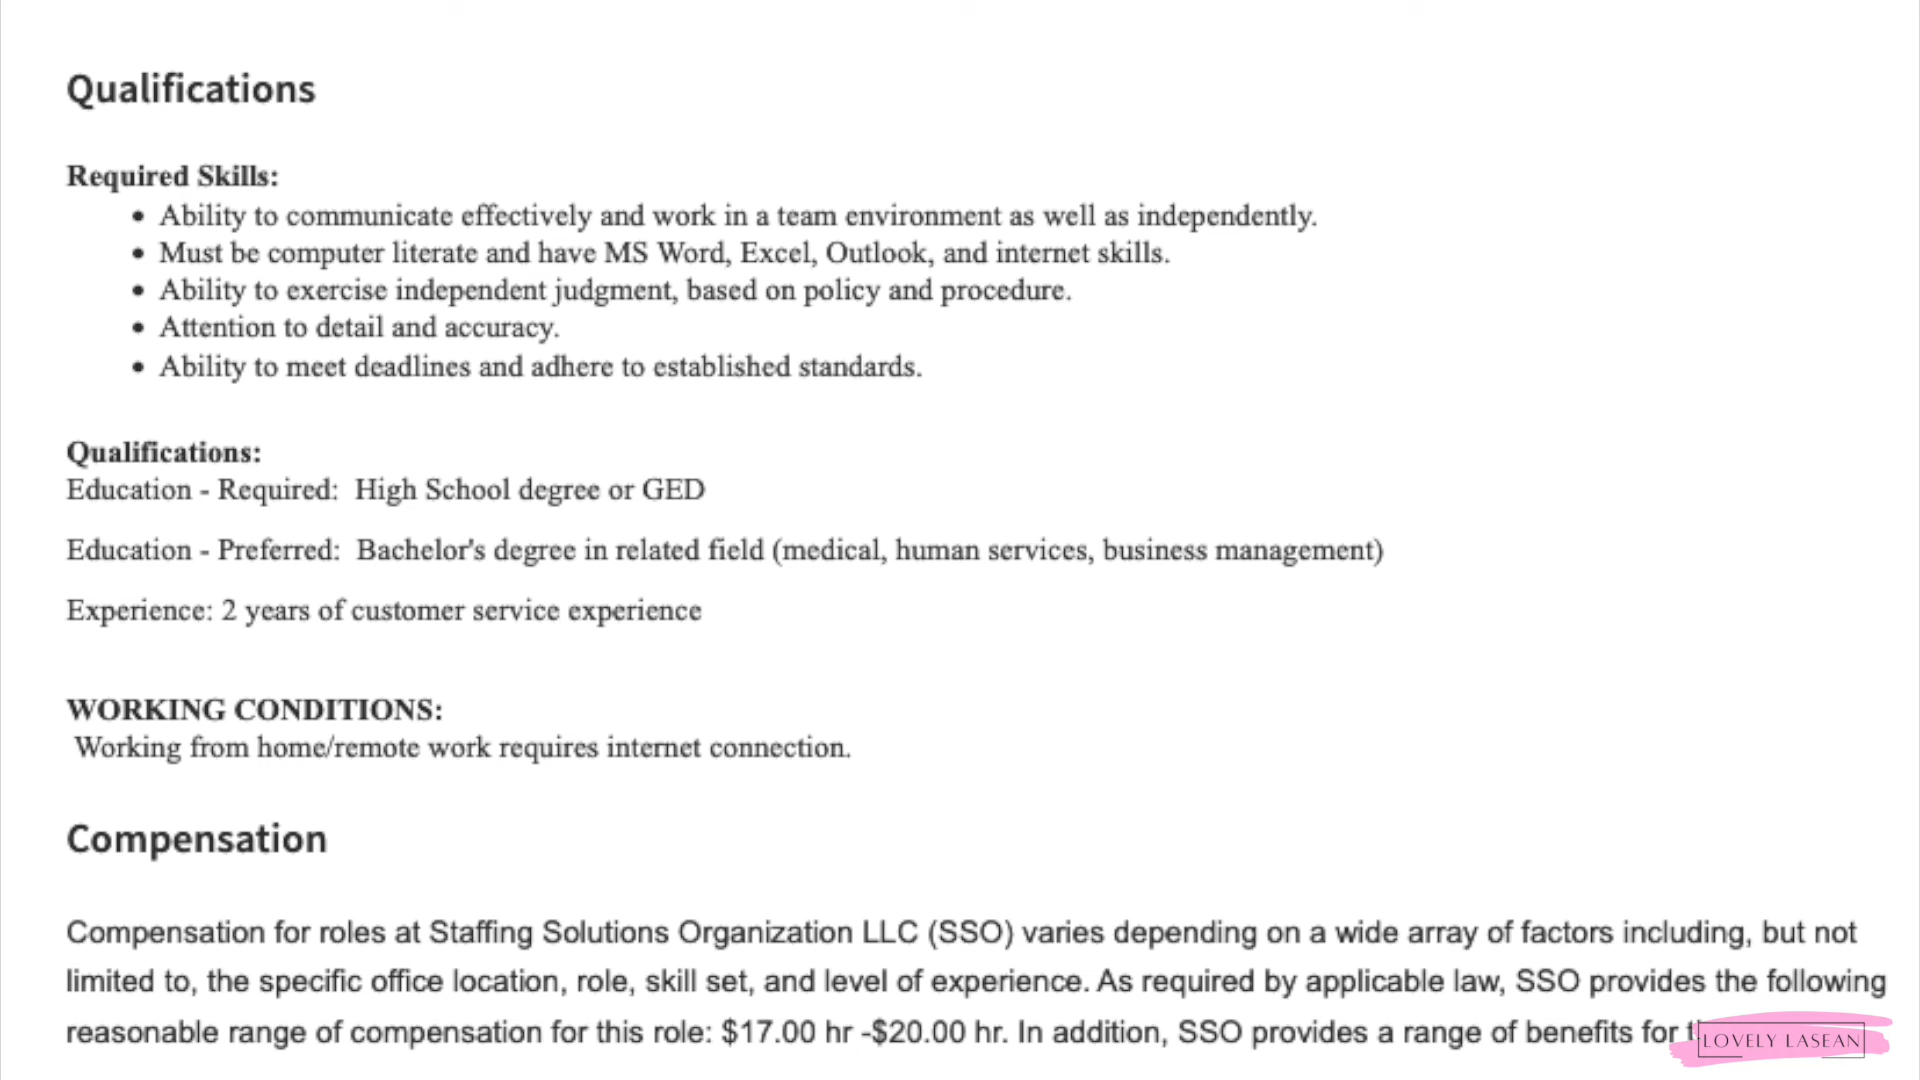 Qualifications
Required Skills:
• Ability to communicate effectively and work in a team environment as well as independently.
• Must be computer literate and have MS Word, Excel, Outlook, and internet skills.
• Ability to exercise independent judgment, based on policy and procedure.
• Attention to detail and accuracy.
• Ability to meet deadlines and adhere to established standards.
Qualifications:
Education - Required:  High School degree or GED
Education - Preferred:  Bachelor's degree in related field (medical, human services, business management)
Experience: 2 years of customer service experience
WORKING CONDITIONS:
Working from home/remote work requires internet connection.
Compensation
Compensation for roles at Staffing Solutions Organization LLC (SSO) varies depending on a wide array of factors including, but not
limited to, the specific office location, role, skill set, and level of experience. As required by applicable law, SSO provides the following
reasonable range of compensation for this role: $17.00 hr -$20.00 hr. In addition, SSO provides a range of benefits for
LOVELY LASEAN